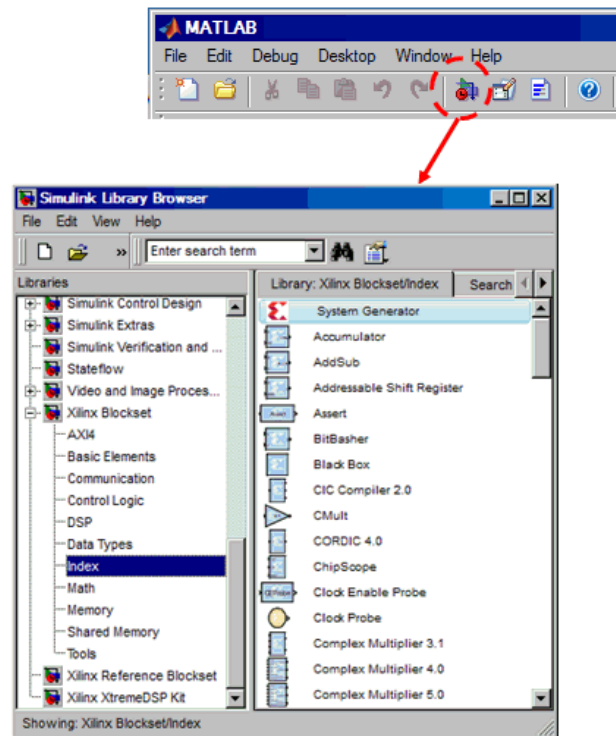 MATLAB
File Edit Debug Desktop Window Help
Simulink Library Browser
File Edit View Help
» Enter search term
Libraries
Library: Xilinx Blockset/Index Search
Simulink Control Design
Simulink Extras
Simulink Verification and ...
Stateflow
Video and Image Proces...
Xilinx Blockset
AXI4
Basic Elements
Communication
Control Logic
DSP
Data Types
Index
Math
Memory
Shared Memory
Tools
Xilinx Reference Blockset
Xilinx XtremeDSP Kit
System Generator
Accumulator
AddSub
Addressable Shift Register
Assert
BitBasher
Black Box
CIC Compiler 2.0
CMult
CORDIC 4.0
ChipScope
Clock Enable Probe
Clock Probe
Complex Multiplier 3.1
Complex Multiplier 4.0
Complex Multiplier 5.0
Showing: Xilinx Blockset/Index